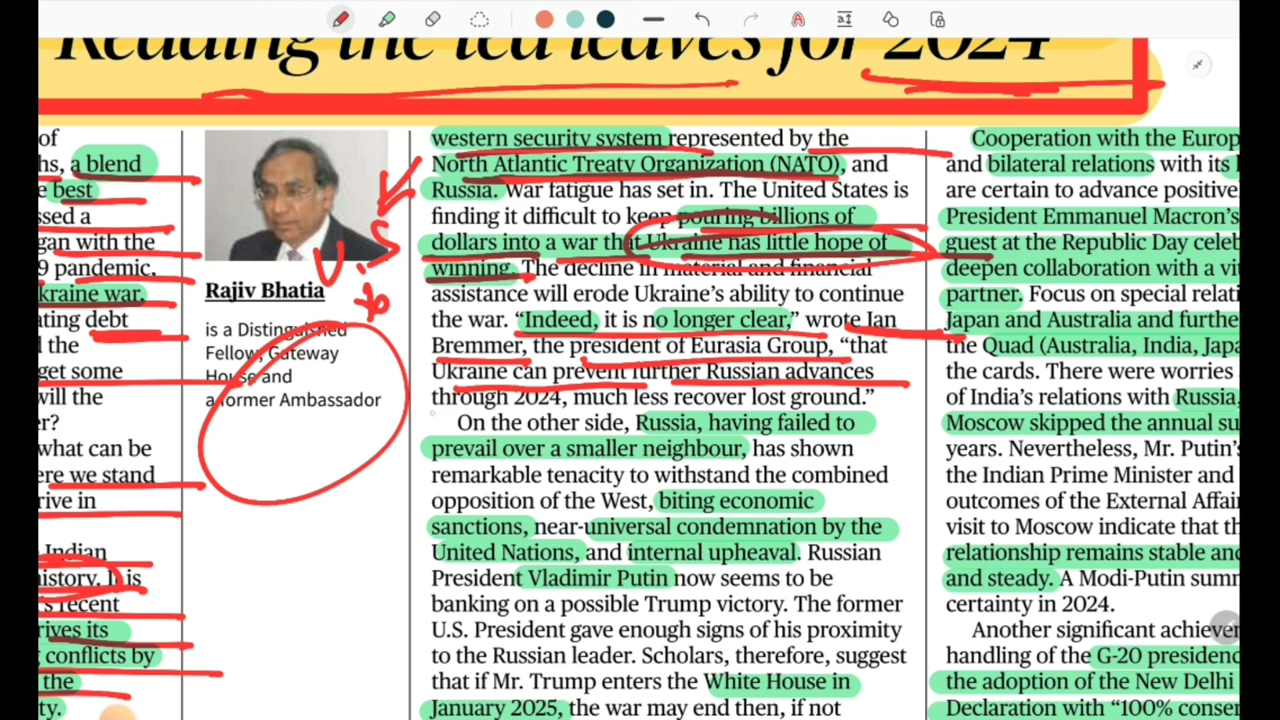 Reading the tea leaves for 2024
of
hs, a blend
e best
ssed a
gan with the
9 pandemic,
kraine war,
ating debt
d the
get some
will the
er?
what can be
ere we stand
rive in
Indian
history. It is
's recent
rives its
conflicts by
the
ty.
U.S
Rajiv Bhatia
is a Distinguished
Fellow, Gateway
House and
a former Ambassador
western security system represented by the
North Atlantic Treaty Organization (NATO), and
Russia. War fatigue has set in. The United States is
finding it difficult to keep pouring billions of
dollars into a war that Ukraine has little hope of
winning. The decline in material and financial
assistance will erode Ukraine's ability to continue
the war. “Indeed, it is no longer clear,” wrote Ian
Bremmer, the president of Eurasia Group, “that
Ukraine can prevent further Russian advances
through 2024, much less recover lost ground.”
On the other side, Russia, having failed to
prevail over a smaller neighbour, has shown
remarkable tenacity to withstand the combined
opposition of the West, biting economic
sanctions, near-universal condemnation by the
United Nations, and internal upheaval. Russian
President Vladimir Putin now seems to be
banking on a possible Trump victory. The former
U.S. President gave enough signs of his proximity
to the Russian leader. Scholars, therefore, suggest
that if Mr. Trump enters the White House in
January 2025, the war may end then, if not
Cooperation with the Europ
and bilateral relations with its
are certain to advance positive
President Emmanuel Macron's
guest at the Republic Day celeb
deepen collaboration with a vit
partner. Focus on special relati
Japan and Australia and furthe
the Quad (Australia, India, Japa
the cards. There were worries
of India's relations with Russia,
Moscow skipped the annual su
years. Nevertheless, Mr. Putin's
the Indian Prime Minister and
outcomes of the External Affair
visit to Moscow indicate that th
relationship remains stable and
and steady. A Modi-Putin summ
certainty in 2024.
Another significant achiever
handling of the G-20 presidenc
the adoption of the New Delhi
Declaration with “100% consen